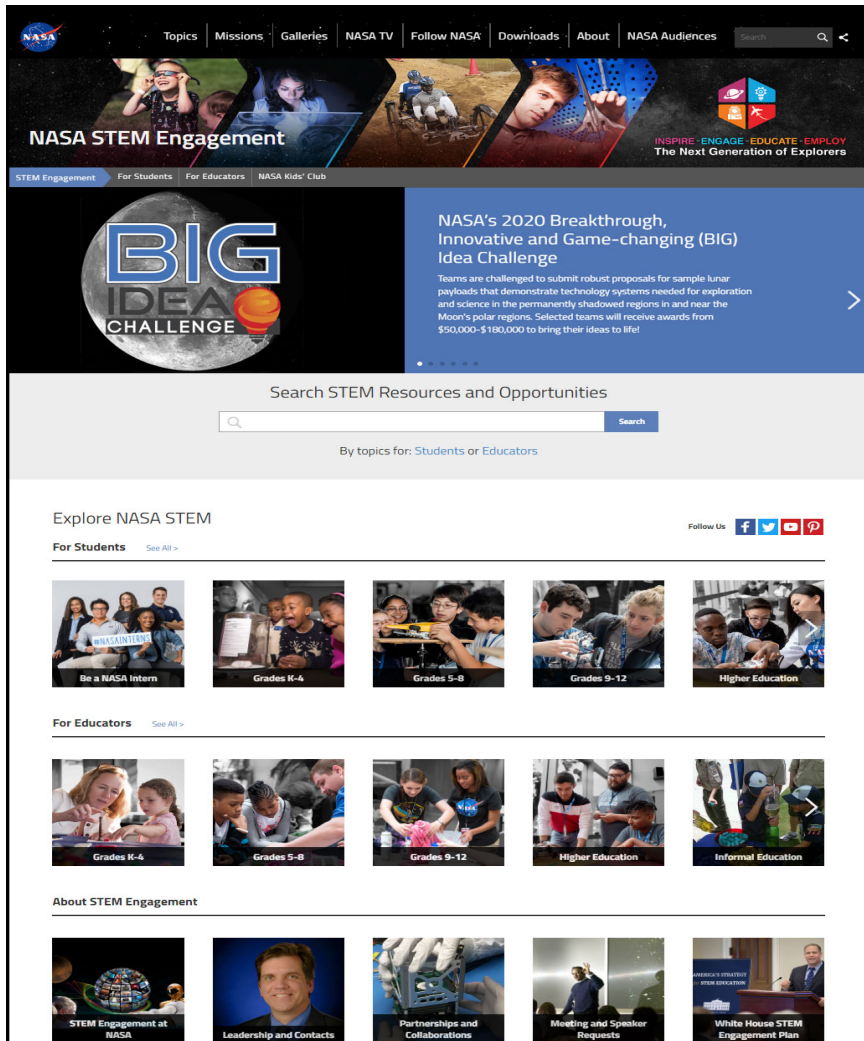 NASA
Topics
Missions
Galleries
NASA TV
Follow NASA
Downloads
About
NASA Audiences
Search
NASA STEM Engagement
INSPIRE-ENGAGE-EDUCATE-EMPLOY
The Next Generation of Explorers
STEM Engagement
For Students
For Educators
NASA Kids' Club
BIG
IDEA
CHALLENGE
NASA's 2020 Breakthrough,
Innovative and Game-changing (BIG)
Idea Challenge
Teams are challenged to submit robust proposals for sample lunar
payloads that demonstrate technology systems needed for exploration
and science in the permanently shadowed regions in and near the
Moon's polar regions. Selected teams will receive awards from
$50,000-$180,000 to bring their ideas to life!
Search STEM Resources and Opportunities
Search
By topics for: Students or Educators
Explore NASA STEM
Follow Us
For Students
See All >
#NASAINTERNS
Be a NASA Intern
Grades K-4
Grades 5-8
Grades 9-12
Higher Education
For Educators
See All >
Grades K-4
Grades 5-8
NASA
Grades 9-12
Higher Education
Informal Education
About STEM Engagement
STEM Engagement at
NASA
Leadership and Contacts
Partnerships and
Collaborations
Meeting and Speaker
Requests
AMERICA'S STRATEGY
for STEM EDUCATION
White House STEM
Engagement Plan